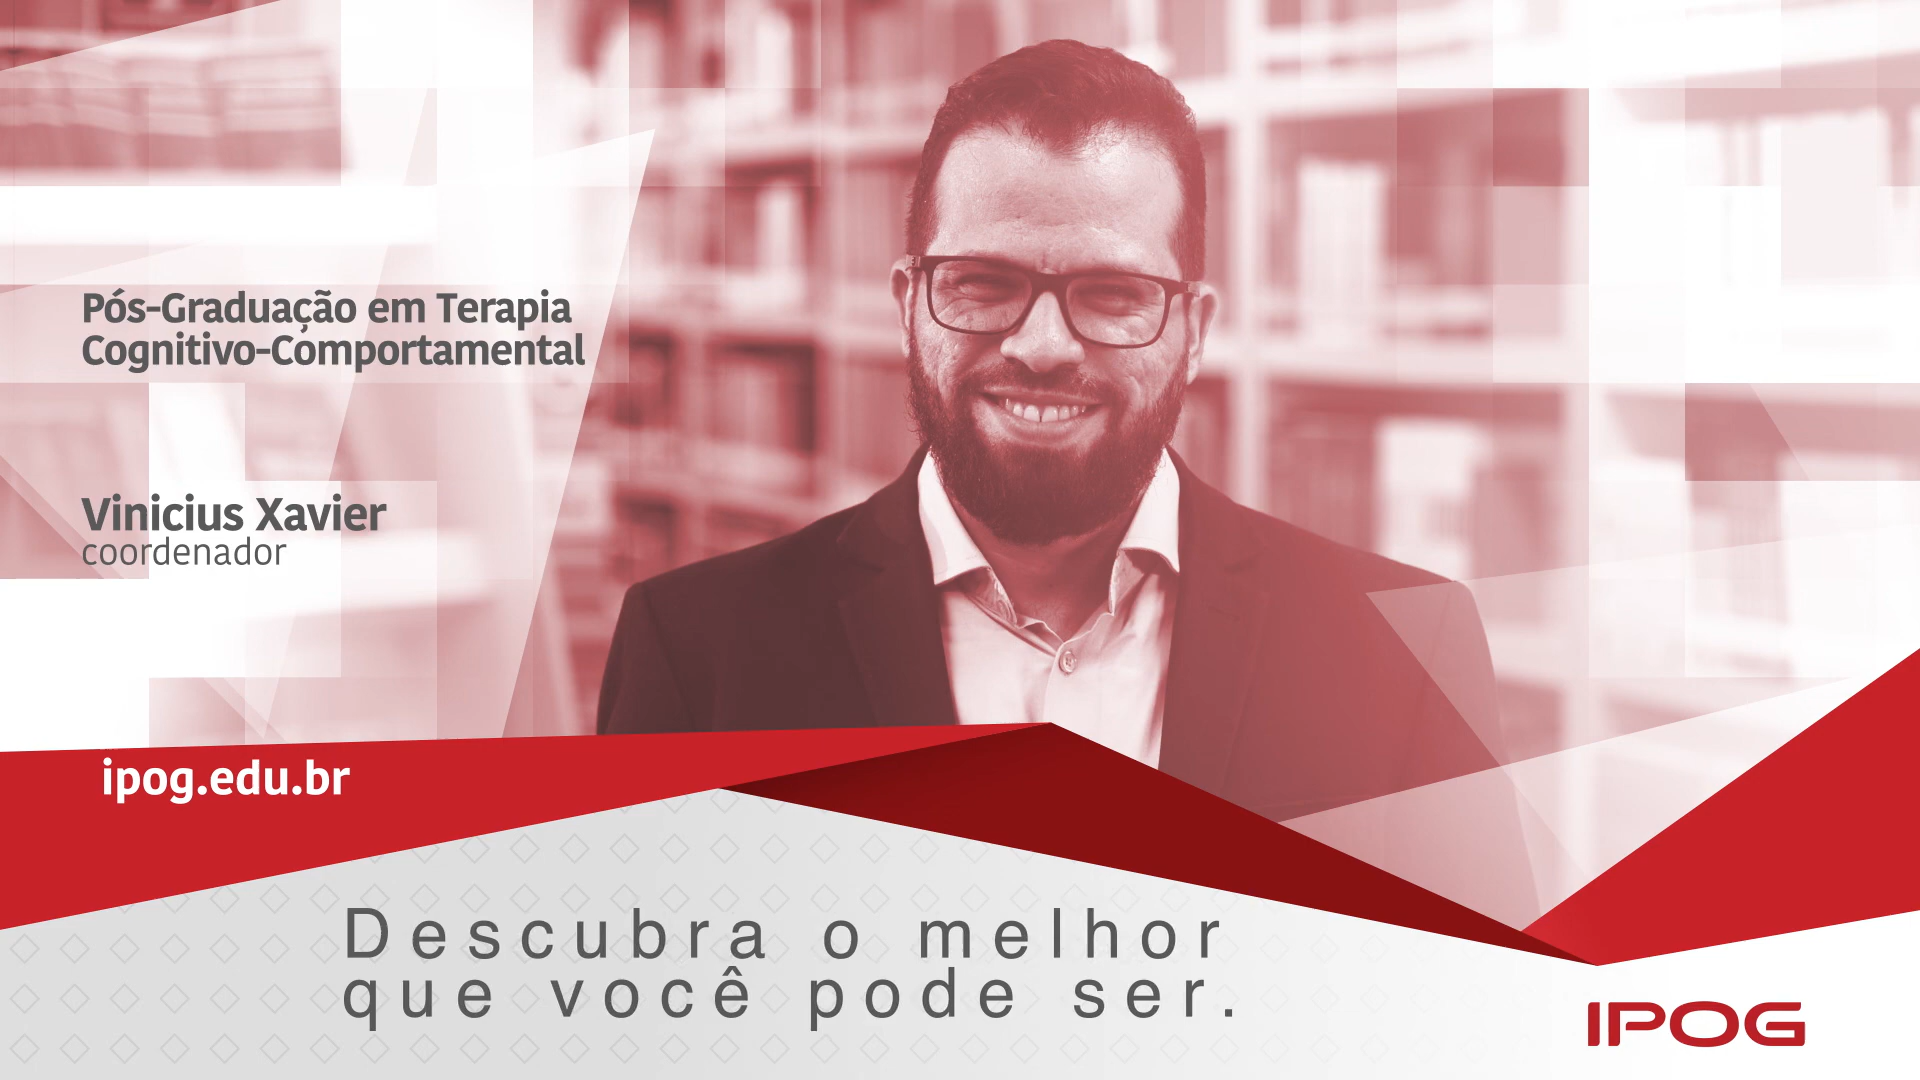 Pós-Graduação em Terapia
Cognitivo-Comportamental
Vinicius Xavier
coordenador
ipog.edu.br
Descubra o melhor
que você pode ser.
IPOG